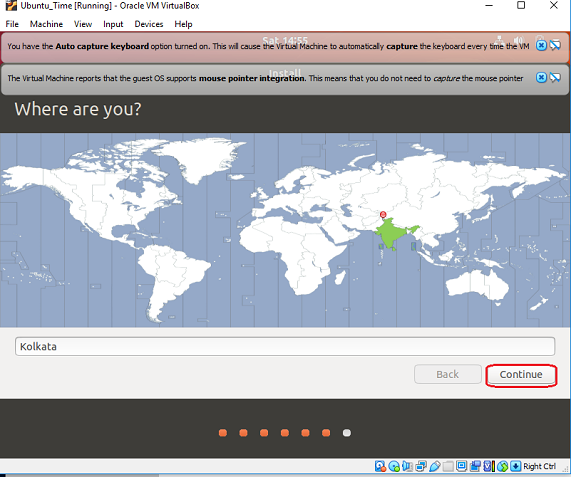 Ubuntu_Time [Running] - Oracle VM VirtualBox
File Machine View Input Devices Help
Sat 14:55
You have the Auto capture keyboard option turned on. This will cause the Virtual Machine to automatically capture the keyboard every time the VM
Install
The Virtual Machine reports that the guest OS supports mouse pointer integration. This means that you do not need to capture the mouse pointer
Where are you?
Kolkata
Back Continue
Right Ctrl